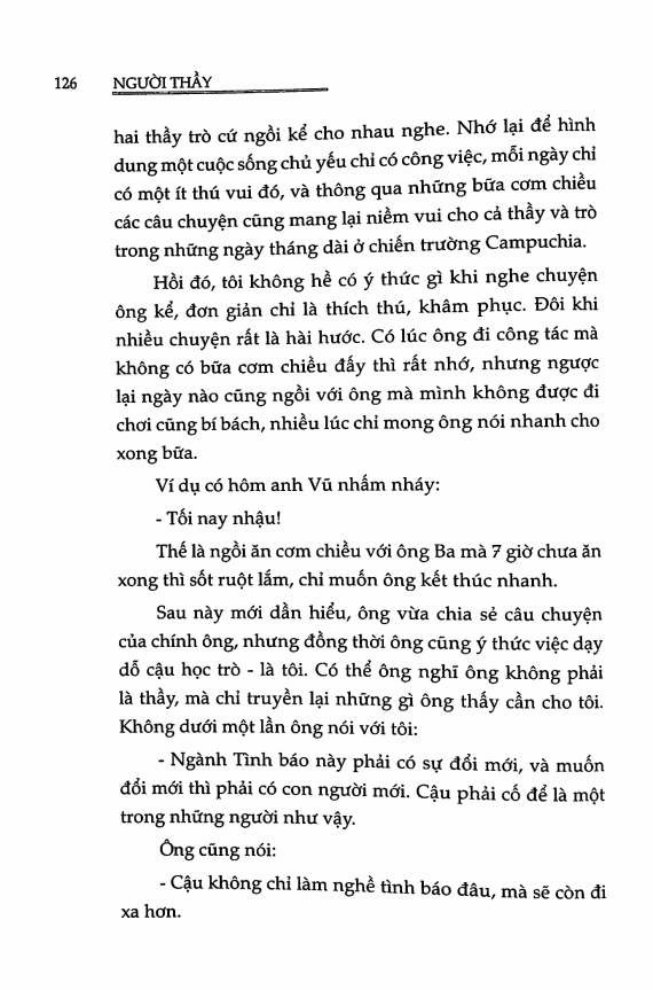 126 NGƯỜI THẦY
hai thầy trò cứ ngồi kể cho nhau nghe. Nhớ lại để hình
dung một cuộc sống chủ yếu chỉ có công việc, mỗi ngày chỉ
có một ít thú vui đó, và thông qua những bữa cơm chiều
các câu chuyện cũng mang lại niềm vui cho cả thầy và trò
trong những ngày tháng dài ở chiến trường Campuchia.
Hồi đó, tôi không hề có ý thức gì khi nghe chuyện
ông kể, đơn giản chỉ là thích thú, khâm phục. Đôi khi
nhiều chuyện rất là hài hước. Có lúc ông đi công tác mà
không có bữa cơm chiều đấy thì rất nhớ, nhưng ngược
lại ngày nào cũng ngồi với ông mà mình không được đi
chơi cũng bí bách, nhiều lúc chỉ mong ông nói nhanh cho
xong bữa.
Ví dụ có hôm anh Vũ nhấm nháy:
- Tối nay nhậu!
Thế là ngồi ăn cơm chiều với ông Ba mà 7 giờ chưa ăn
xong thì sốt ruột lắm, chỉ muốn ông kết thúc nhanh.
Sau này mới dần hiểu, ông vừa chia sẻ câu chuyện
của chính ông, nhưng đồng thời ông cũng ý thức việc dạy
dỗ cậu học trò - là tôi. Có thể ông nghĩ ông không phải
là thầy, mà chỉ truyền lại những gì ông thấy cần cho tôi.
Không dưới một lần ông nói với tôi:
- Ngành Tình báo này phải có sự đổi mới, và muốn
đổi mới thì phải có con người mới. Cậu phải cố để là một
trong những người như vậy.
Ông cũng nói:
- Cậu không chỉ làm nghề tình báo đâu, mà sẽ còn đi
xa hơn.